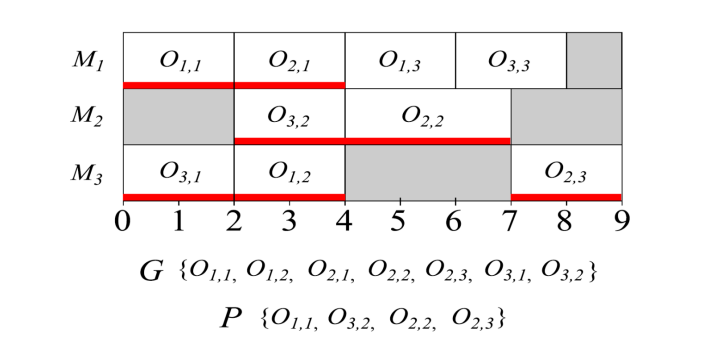 M1 O1,1 O2,1 O1,3 O3,3
M2 O3,2 O2,2
M3 O3,1 O1,2 O2,3
0 1 2 3 4 5 6 7 8 9
G {O1,1, O1,2, O2,1, O2,2, O2,3, O3,1, O3,2}
P {O1,1, O3,2, O2,2, O2,3}